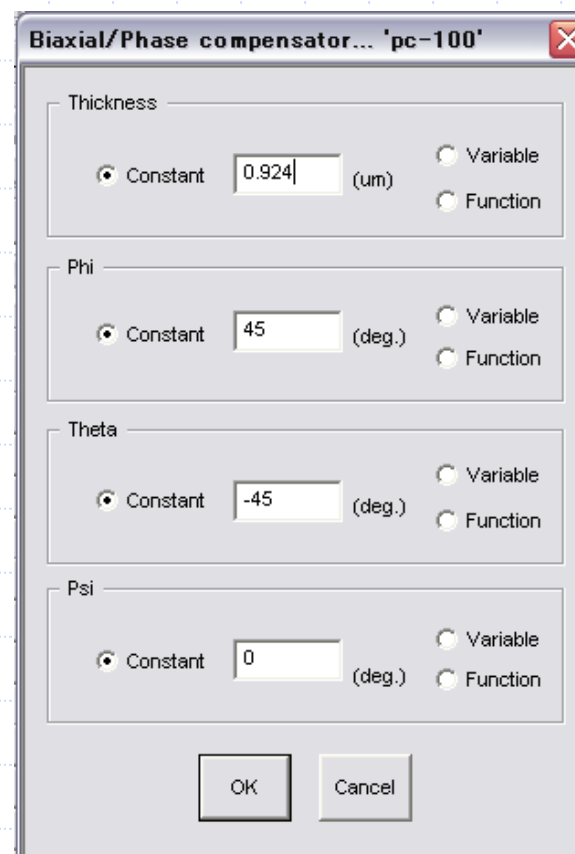 Biaxial/Phase compensator... 'pc-100'
Thickness
Constant 0.924 (um)
Variable
Function
Phi
Constant 45 (deg.)
Variable
Function
Theta
Constant -45 (deg.)
Variable
Function
Psi
Constant 0 (deg.)
Variable
Function
OK Cancel